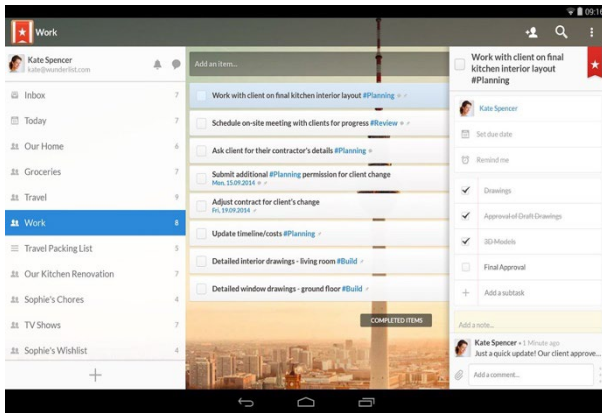 09:16
Work
Kate Spencer
kate@wunderlist.com
Inbox 7
Today 7
Our Home 6
Groceries 7
Travel 9
Work 8
Travel Packing List 5
Our Kitchen Renovation 7
Sophie's Chores 4
TV Shows 7
Sophie's Wishlist 4
Add an item...
Work with client on final kitchen interior layout #Planning
Schedule on-site meeting with clients for progress #Review
Ask client for their contractor's details #Planning
Submit additional #Planning permission for client change
Mon, 15.09.2014
Adjust contract for client's change
Fri, 19.09.2014
Update timeline/costs #Planning
Detailed interior drawings - living room #Build
Detailed window drawings - ground floor #Build
COMPLETED ITEMS
Work with client on final
kitchen interior layout
#Planning
Kate Spencer
Set due date
Remind me
Drawings
Approval of Draft Drawings
3D Models
Final Approval
Add a subtask
Add a note...
Kate Spencer • 1 Minute ago
Just a quick update! Our client approve...
Add a comment...